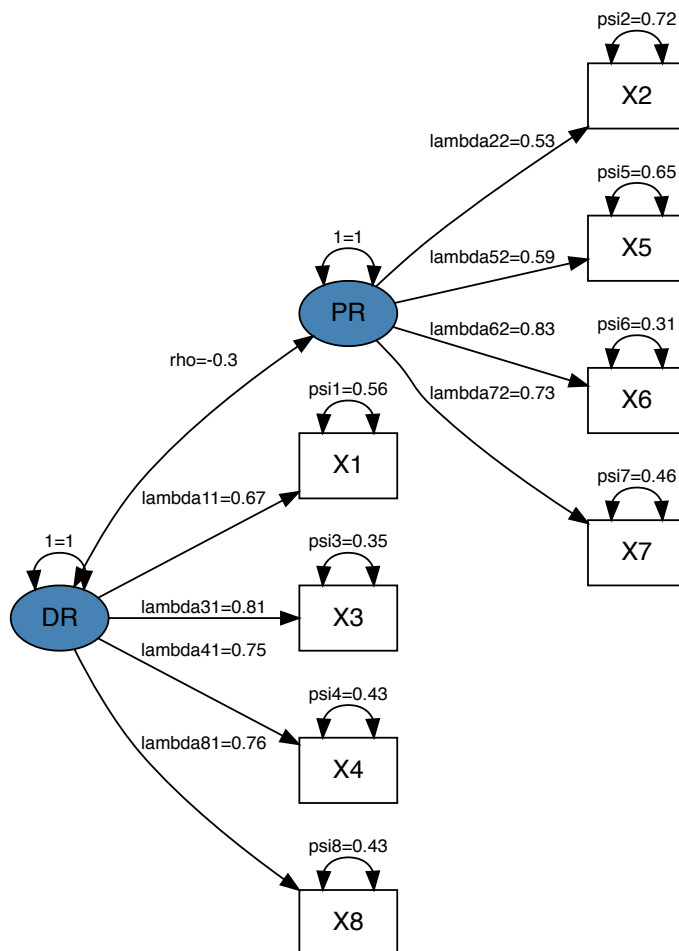 psi2=0.72
X2
lambda22=0.53
psi5=0.65
X5
1=1
lambda52=0.59
PR
psi6=0.31
lambda62=0.83
rho=-0.3
X6
psi1=0.56
lambda72=0.73
X1
psi7=0.46
lambda11=0.67
X7
1=1
psi3=0.35
lambda31=0.81
DR
X3
lambda41=0.75
psi4=0.43
lambda81=0.76
X4
psi8=0.43
X8